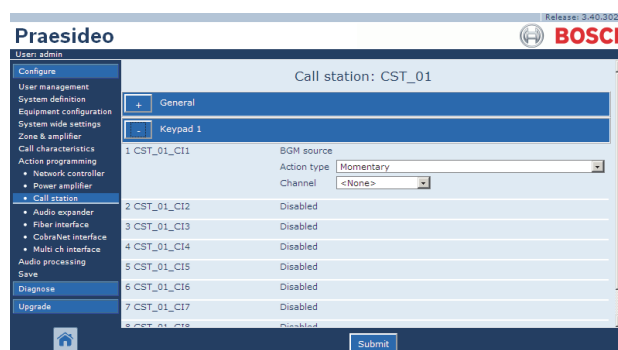 Release: 3.40.302
Praesideo
BOSC
User: admin
Configure
User management
System definition
Equipment configuration
System wide settings
Zone & amplifier
Call characteristics
Action programming
• Network controller
• Power amplifier
• Call station
• Audio expander
• Fiber interface
• CobraNet interface
• Multi ch interface
Audio processing
Save
Diagnose
Upgrade
Call station: CST_01
+ General
- Keypad 1
1 CST_01_CI1 BGM source
Action type Momentary
Channel <None>
2 CST_01_CI2 Disabled
3 CST_01_CI3 Disabled
4 CST_01_CI4 Disabled
5 CST_01_CI5 Disabled
6 CST_01_CI6 Disabled
7 CST_01_CI7 Disabled
8 CST_01_CI8 Disabled
Submit